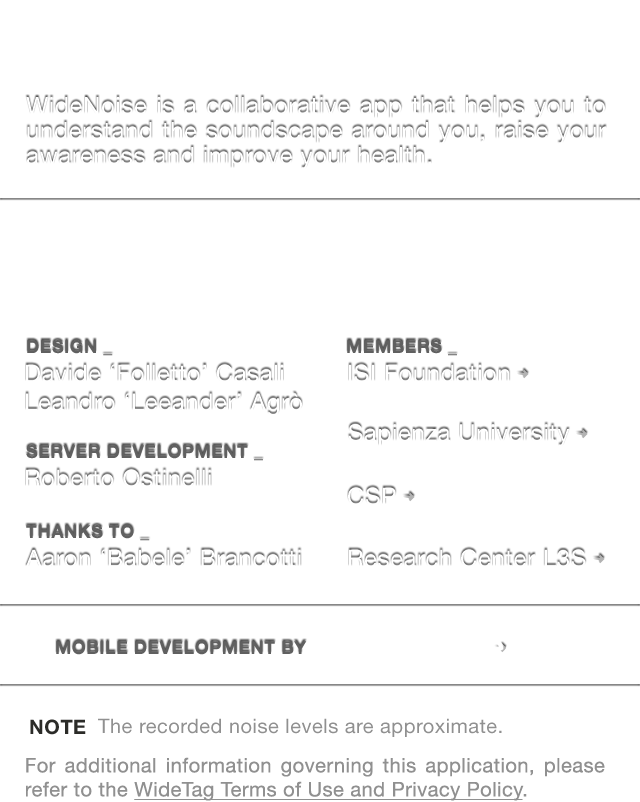 WideNoise is a collaborative app that helps you to
understand the soundscape around you, raise your
awareness and improve your health.
DESIGN _
Davide ‘Folletto’ Casali
Leandro ‘Leeander’ Agrò
SERVER DEVELOPMENT _
Roberto Ostinelli
THANKS TO _
Aaron ‘Babele’ Brancotti
MEMBERS _
ISI Foundation
Sapienza University
CSP
Research Center L3S
MOBILE DEVELOPMENT BY
NOTE The recorded noise levels are approximate.
For additional information governing this application, please
refer to the WideTag Terms of Use and Privacy Policy.